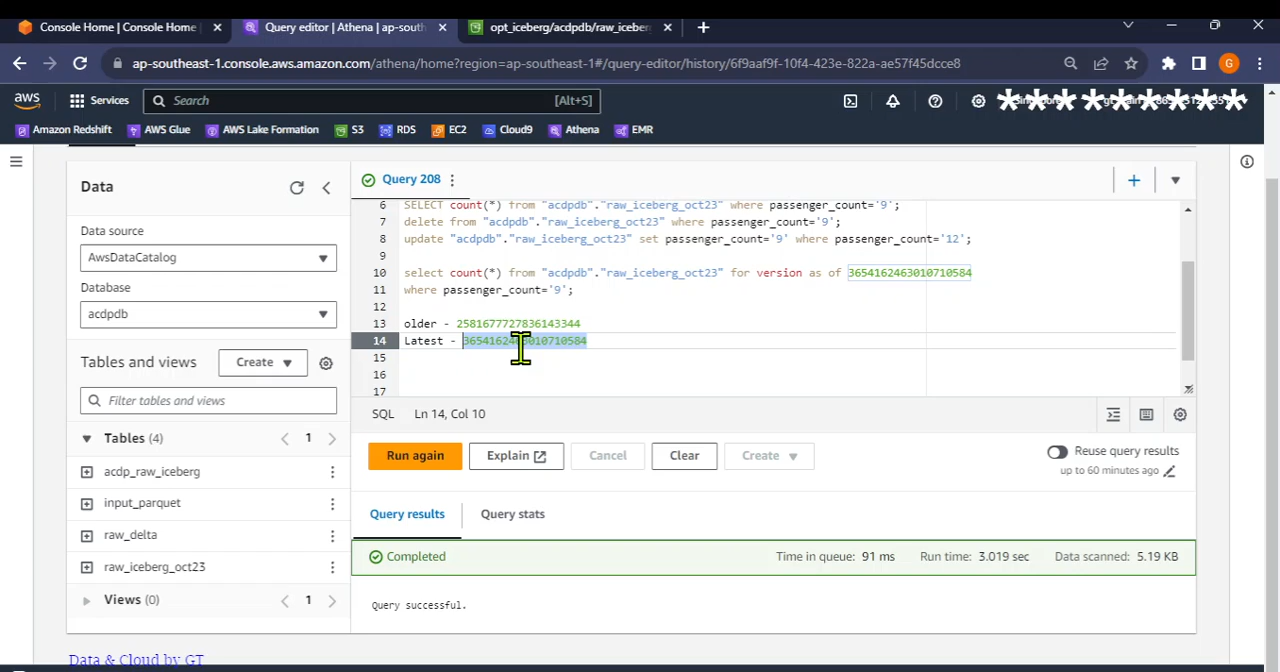 Console Home | Console Home
Query editor | Athena | ap-south
opt_iceberg/acdpdb/raw_iceber
ap-southeast-1.console.aws.amazon.com/athena/home?region=ap-southeast-1#/query-editor/history/6f9aaf9f-10f4-423e-822a-ae57f45dcce8
G
aws
Services
Search
[Alt+S]
**********
Amazon Redshift
AWS Glue
AWS Lake Formation
S3
RDS
EC2
Cloud9
Athena
EMR
Data
Data source
AwsDataCatalog
Database
acdpdb
Tables and views
Create
Filter tables and views
Tables (4)
1
acdp_raw_iceberg
input_parquet
raw_delta
raw_iceberg_oct23
Views (0)
1
Query 208
6 SELECT count(*) from "acdpdb"."raw_iceberg_oct23" where passenger_count='9';
7 delete from "acdpdb"."raw_iceberg_oct23" where passenger_count='9';
8 update "acdpdb"."raw_iceberg_oct23" set passenger_count='9' where passenger_count='12';
9
10 select count(*) from "acdpdb"."raw_iceberg_oct23" for version as of 3654162463010710584
11 where passenger_count='9';
12
13 older - 2581677727836143344
14 Latest - 3654162463010710584
15
16
17
SQL
Ln 14, Col 10
Run again
Explain
Cancel
Clear
Create
Reuse query results
up to 60 minutes ago
Query results
Query stats
Completed
Time in queue: 91 ms
Run time: 3.019 sec
Data scanned: 5.19 KB
Query successful.
Data & Cloud by GT